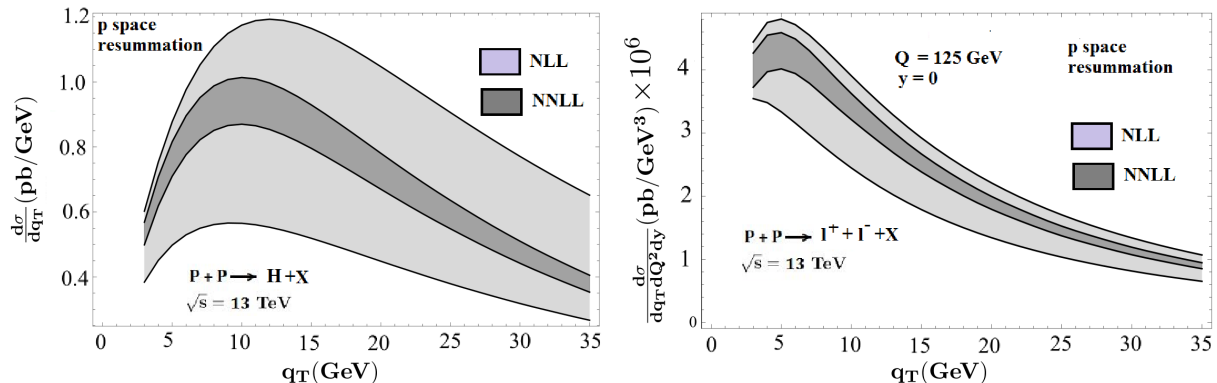 p space
resummation
NLL
NNLL
P + P ⟶ H + X
√s = 13 TeV
dσ/dq_T (pb/GeV)
1.2
1.0
0.8
0.6
0.4
0 5 10 15 20 25 30 35
q_T(GeV)
Q = 125 GeV
y = 0
p space
resummation
NLL
NNLL
P + P ⟶ l⁺ + l⁻ + X
√s = 13 TeV
dσ/dq_T dQ² dy (pb/GeV³) × 10⁶
4
3
2
1
0
0 5 10 15 20 25 30 35
q_T(GeV)